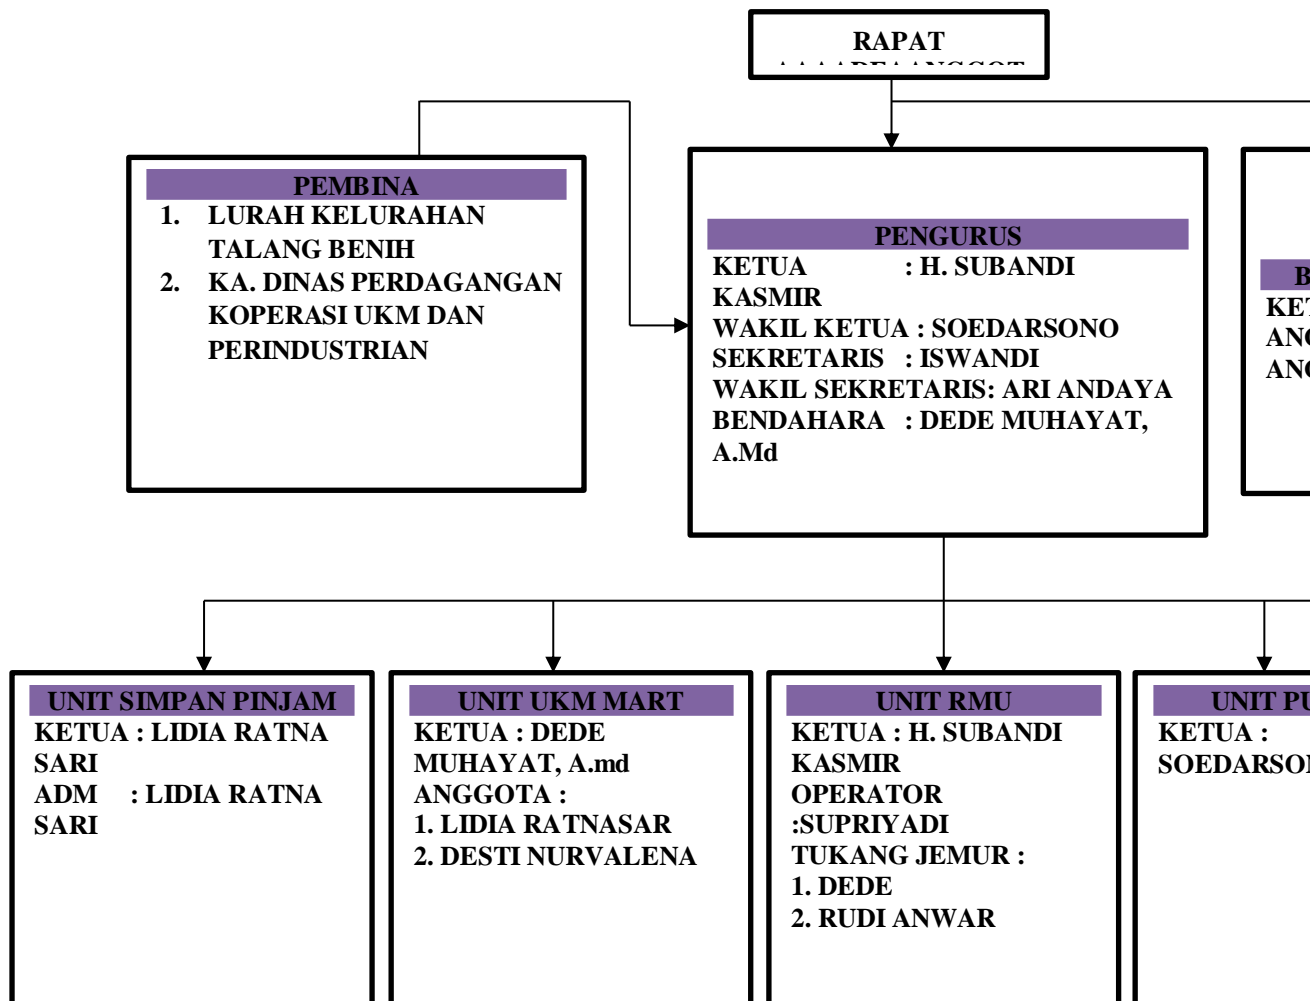 RAPAT
PEMBINA
1. LURAH KELURAHAN
TALANG BENIH
2. KA. DINAS PERDAGANGAN
KOPERASI UKM DAN
PERINDUSTRIAN
PENGURUS
KETUA : H. SUBANDI
KASMIR
WAKIL KETUA : SOEDARSONO
SEKRETARIS : ISWANDI
WAKIL SEKRETARIS: ARI ANDAYA
BENDAHARA : DEDE MUHAYAT,
A.Md
UNIT SIMPAN PINJAM
KETUA : LIDIA RATNA
SARI
ADM : LIDIA RATNA
SARI
UNIT UKM MART
KETUA : DEDE
MUHAYAT, A.md
ANGGOTA :
1. LIDIA RATNASAR
2. DESTI NURVALENA
UNIT RMU
KETUA : H. SUBANDI
KASMIR
OPERATOR
:SUPRIYADI
TUKANG JEMUR :
1. DEDE
2. RUDI ANWAR
UNIT
KETUA :